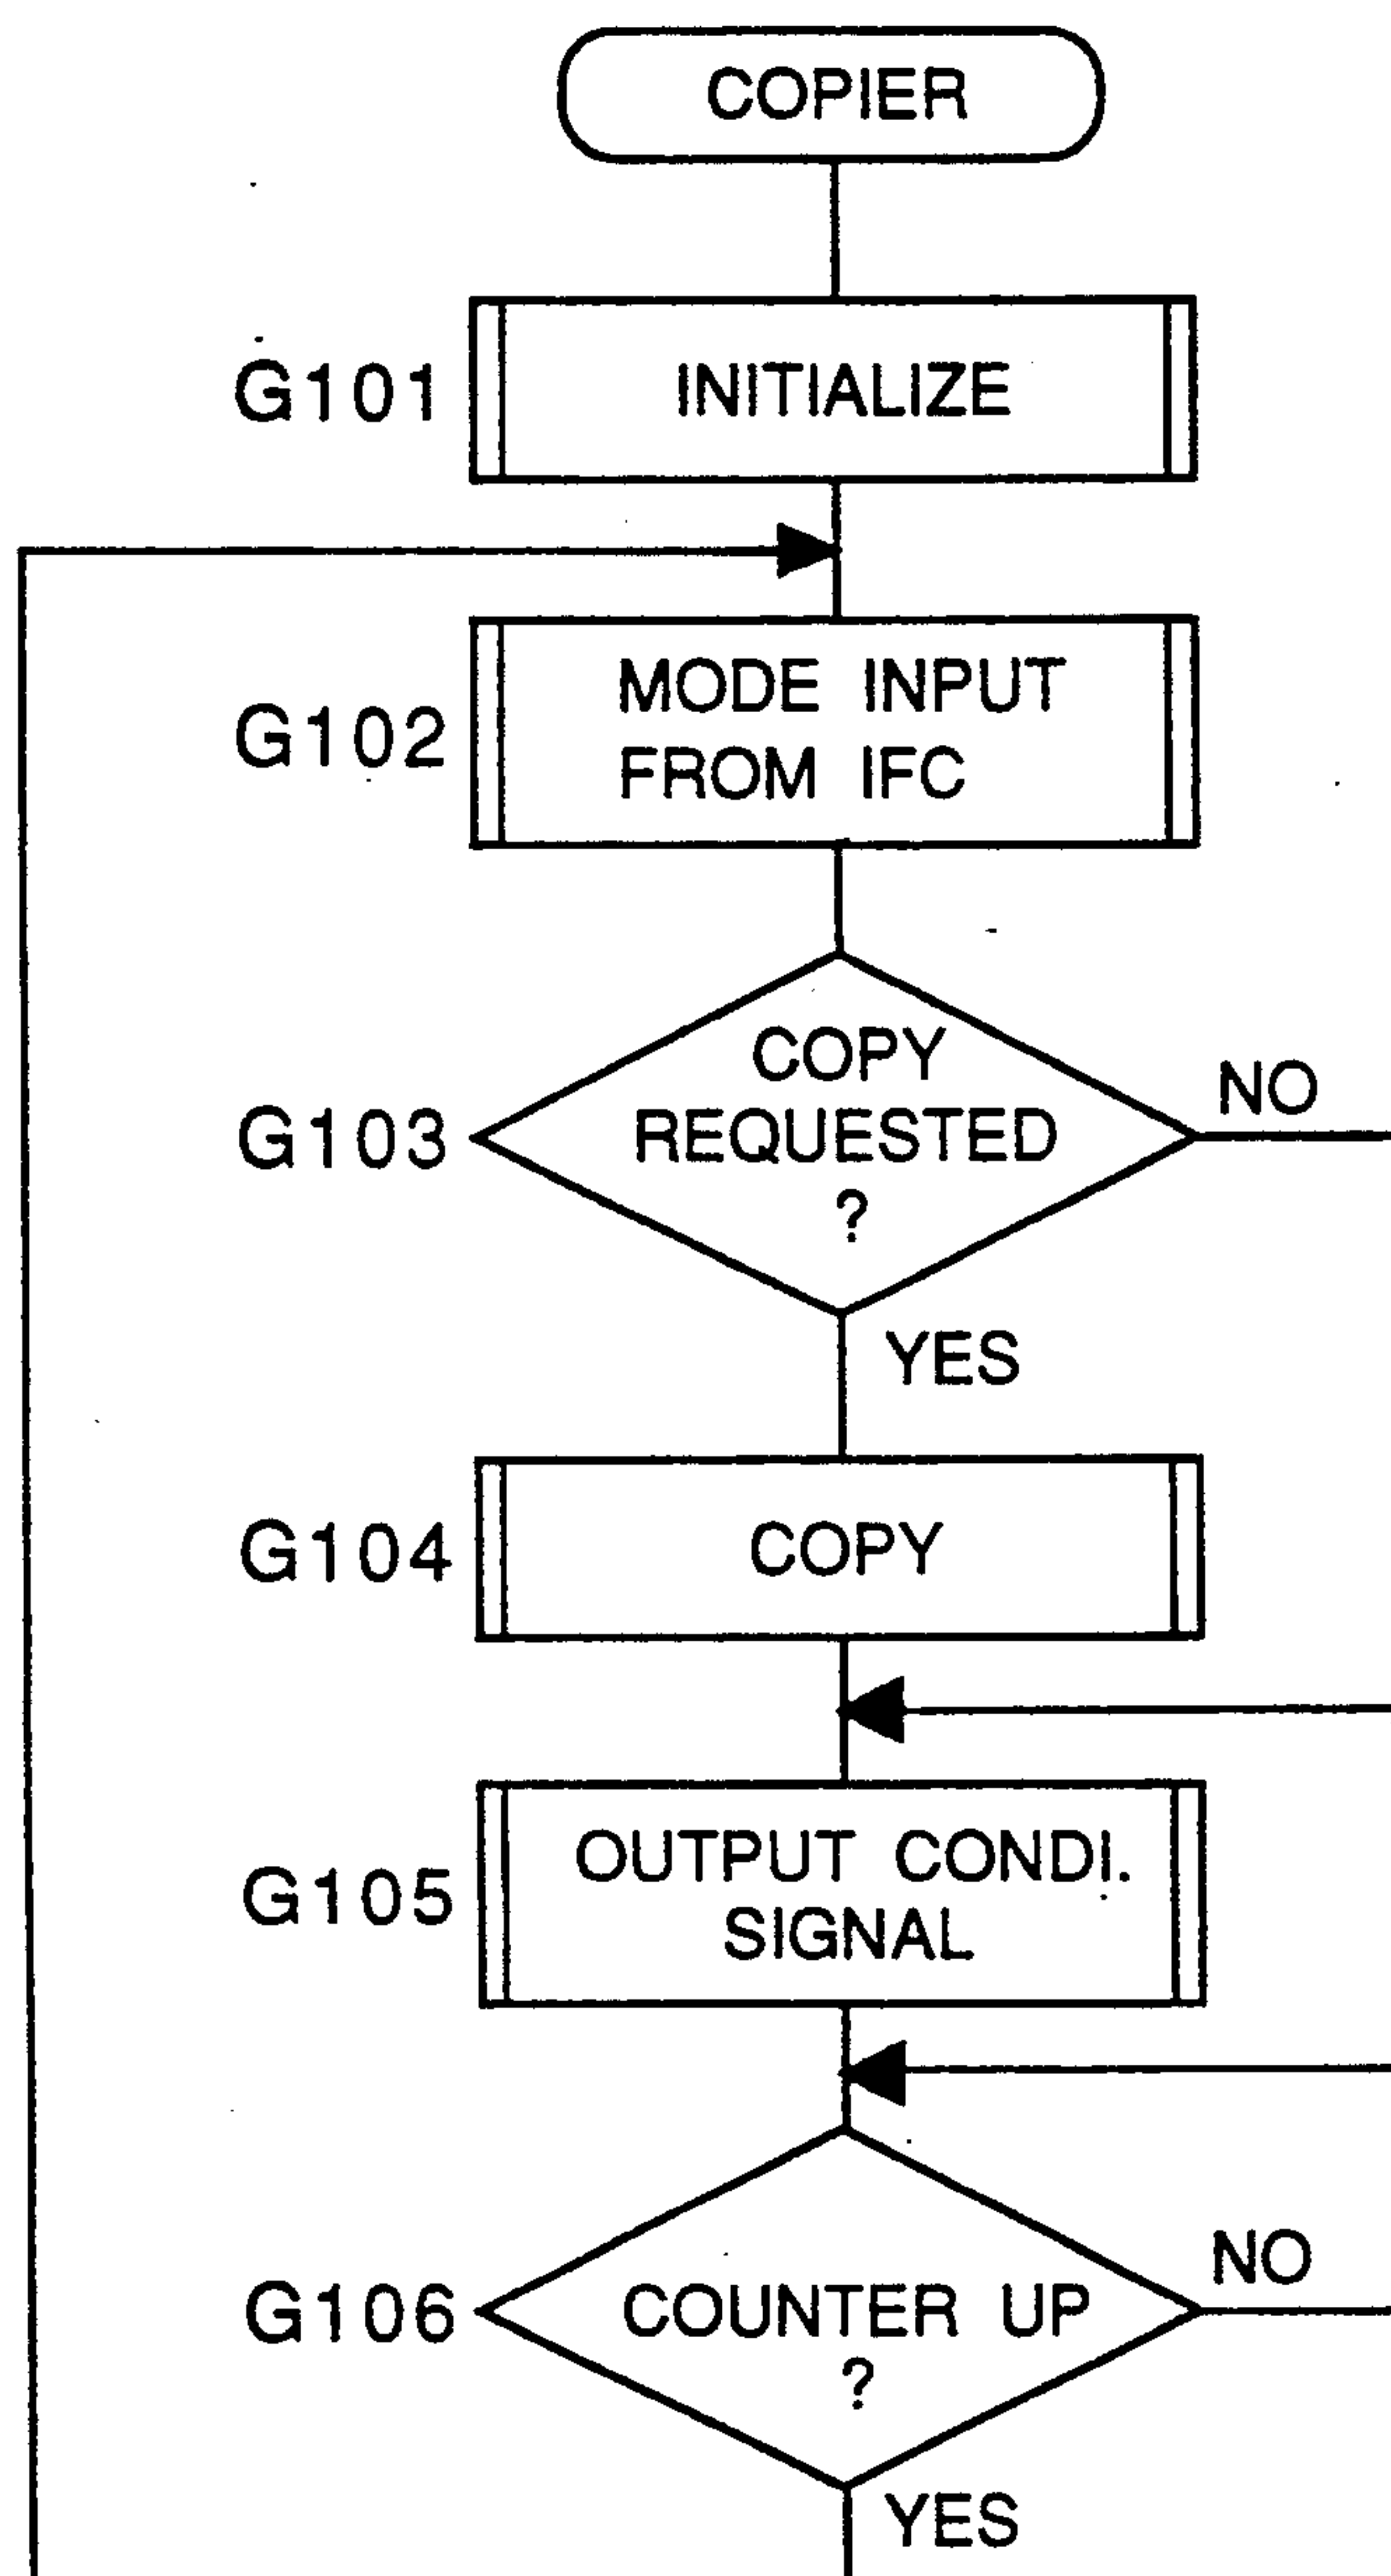 COPIER
G101
INITIALIZE
G102
MODE INPUT
FROM IFC
G103
COPY
REQUESTED
?
NO
YES
G104
COPY
G105
OUTPUT CONDI.
SIGNAL
G106
COUNTER UP
?
NO
YES